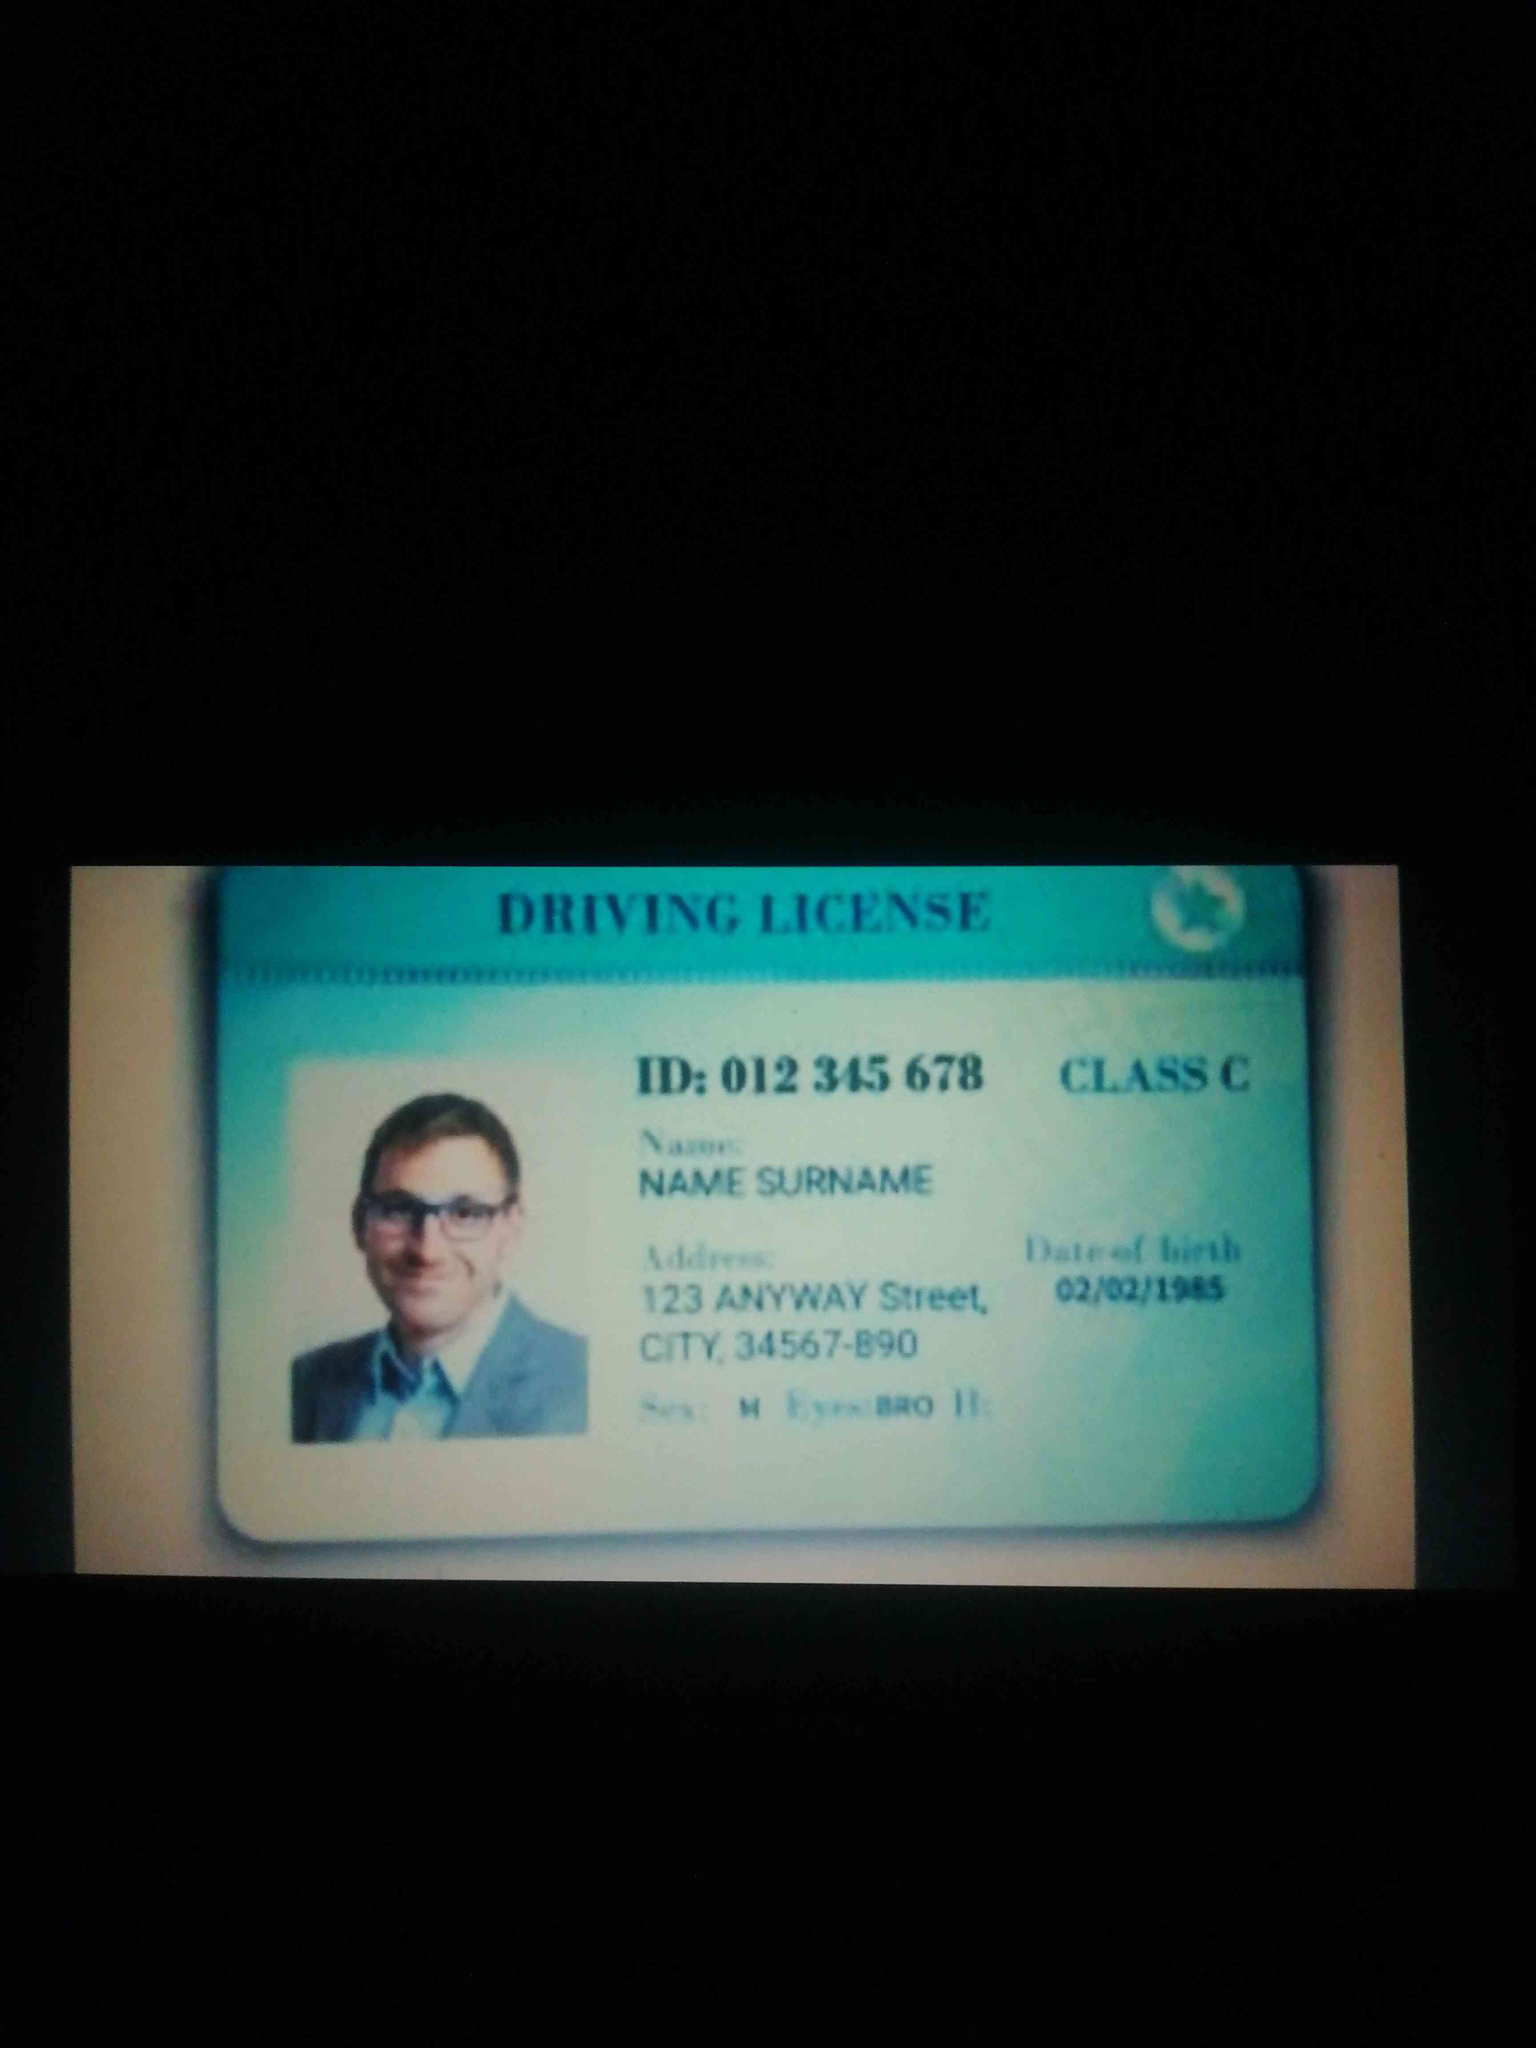 DRIVING LICENSE
ID: 012 345 678 CLASS C
Name:
NAME SURNAME
Address:
123 ANYWAY Street,
CITY, 34567-890
Date of birth
02/02/1985
Sex: M Eyes: BRO H: